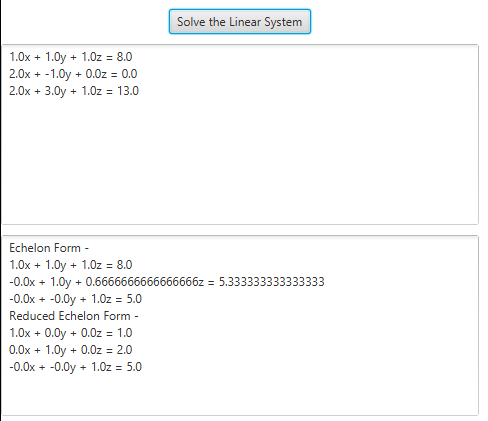 Solve the Linear System
1.0x + 1.0y + 1.0z = 8.0
2.0x + -1.0y + 0.0z = 0.0
2.0x + 3.0y + 1.0z = 13.0
Echelon Form -
1.0x + 1.0y + 1.0z = 8.0
-0.0x + 1.0y + 0.6666666666666666z = 5.333333333333333
-0.0x + -0.0y + 1.0z = 5.0
Reduced Echelon Form -
1.0x + 0.0y + 0.0z = 1.0
0.0x + 1.0y + 0.0z = 2.0
-0.0x + -0.0y + 1.0z = 5.0